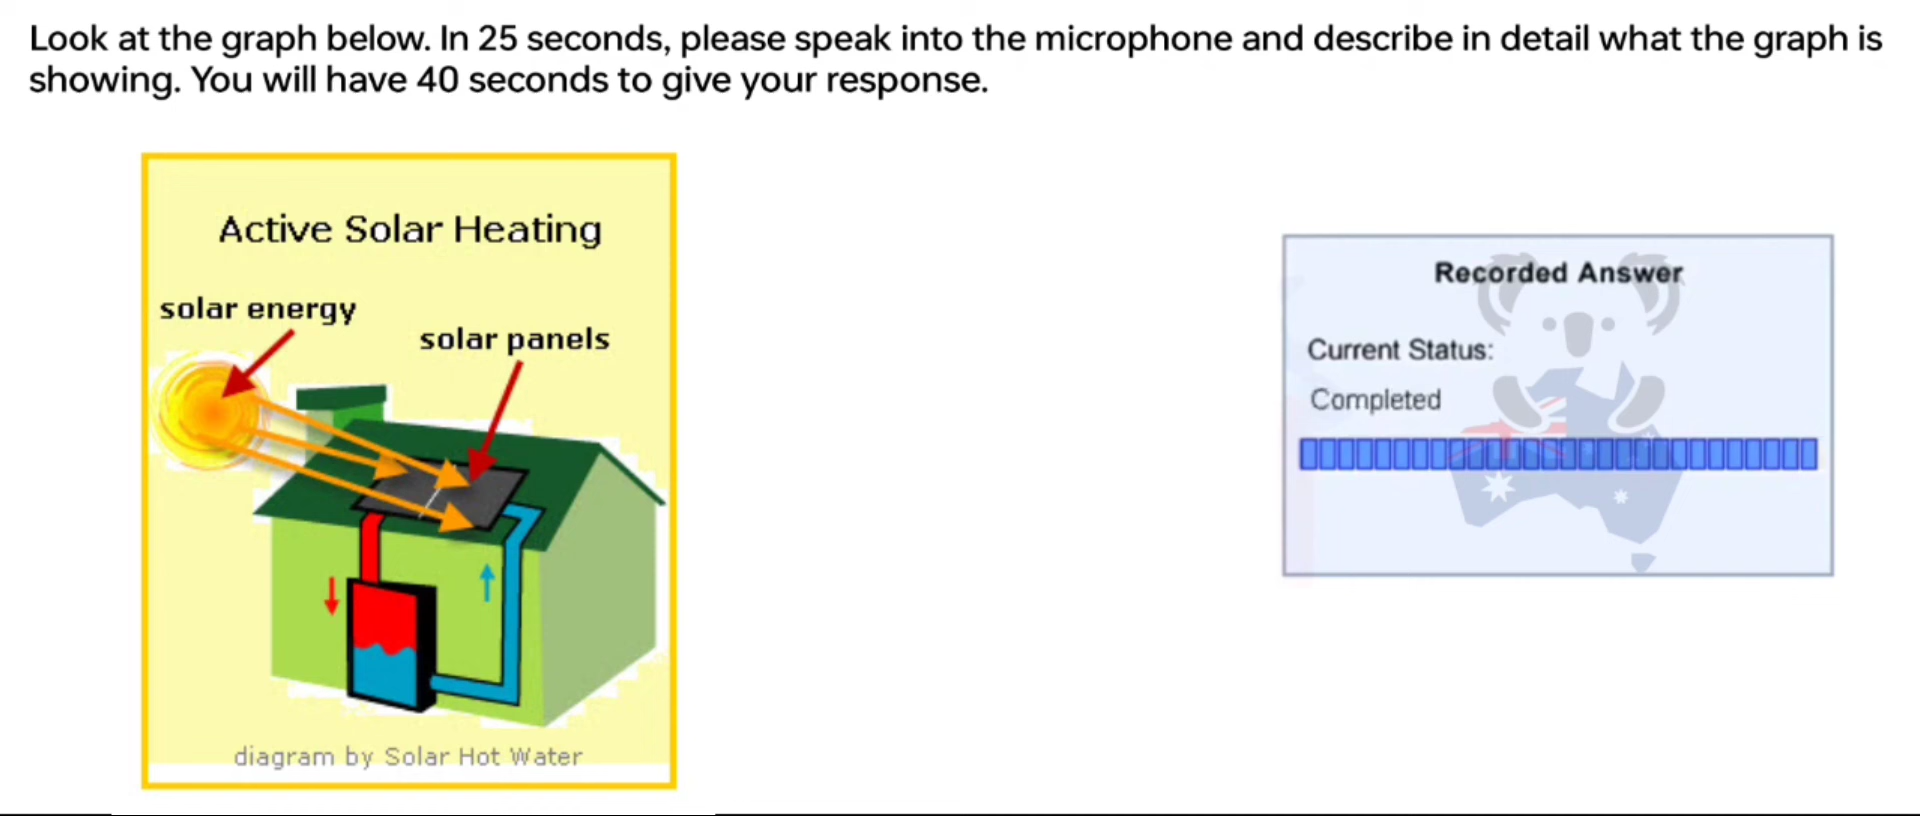 Look at the graph below. In 25 seconds, please speak into the microphone and describe in detail what the graph is
showing. You will have 40 seconds to give your response.
Active Solar Heating
solar energy
solar panels
diagram by Solar Hot Water
Recorded Answer
Current Status:
Completed